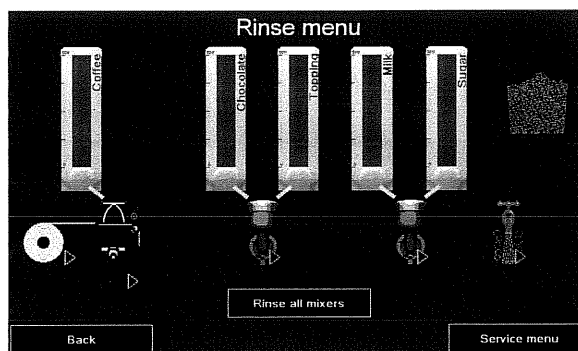 Rinse menu
Coffee
Chocolate
Topping
Milk
Sugar
Rinse all mixers
Back
Service menu